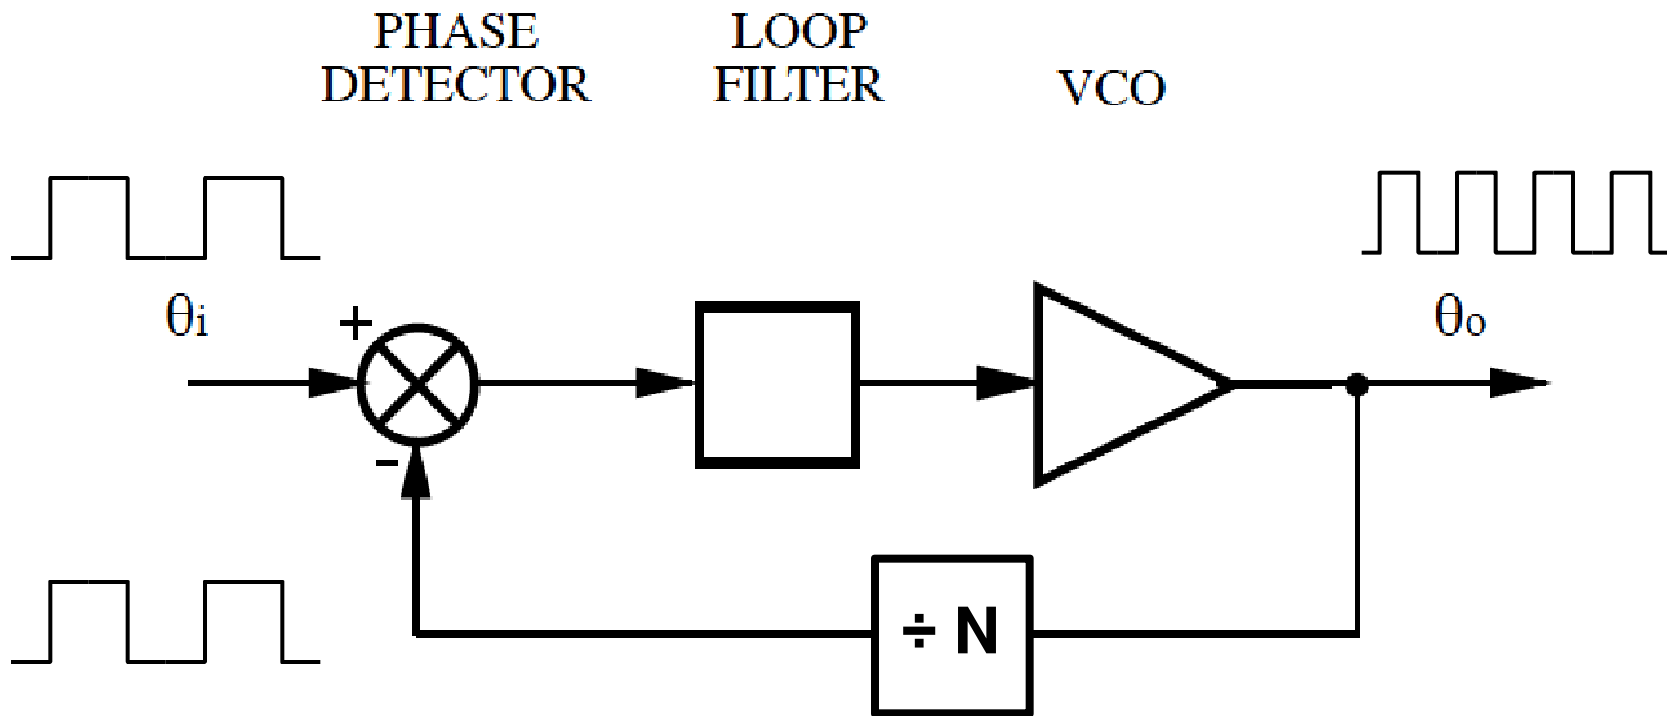 PHASE
DETECTOR
LOOP
FILTER
VCO
θi
+
-
θo
÷ N